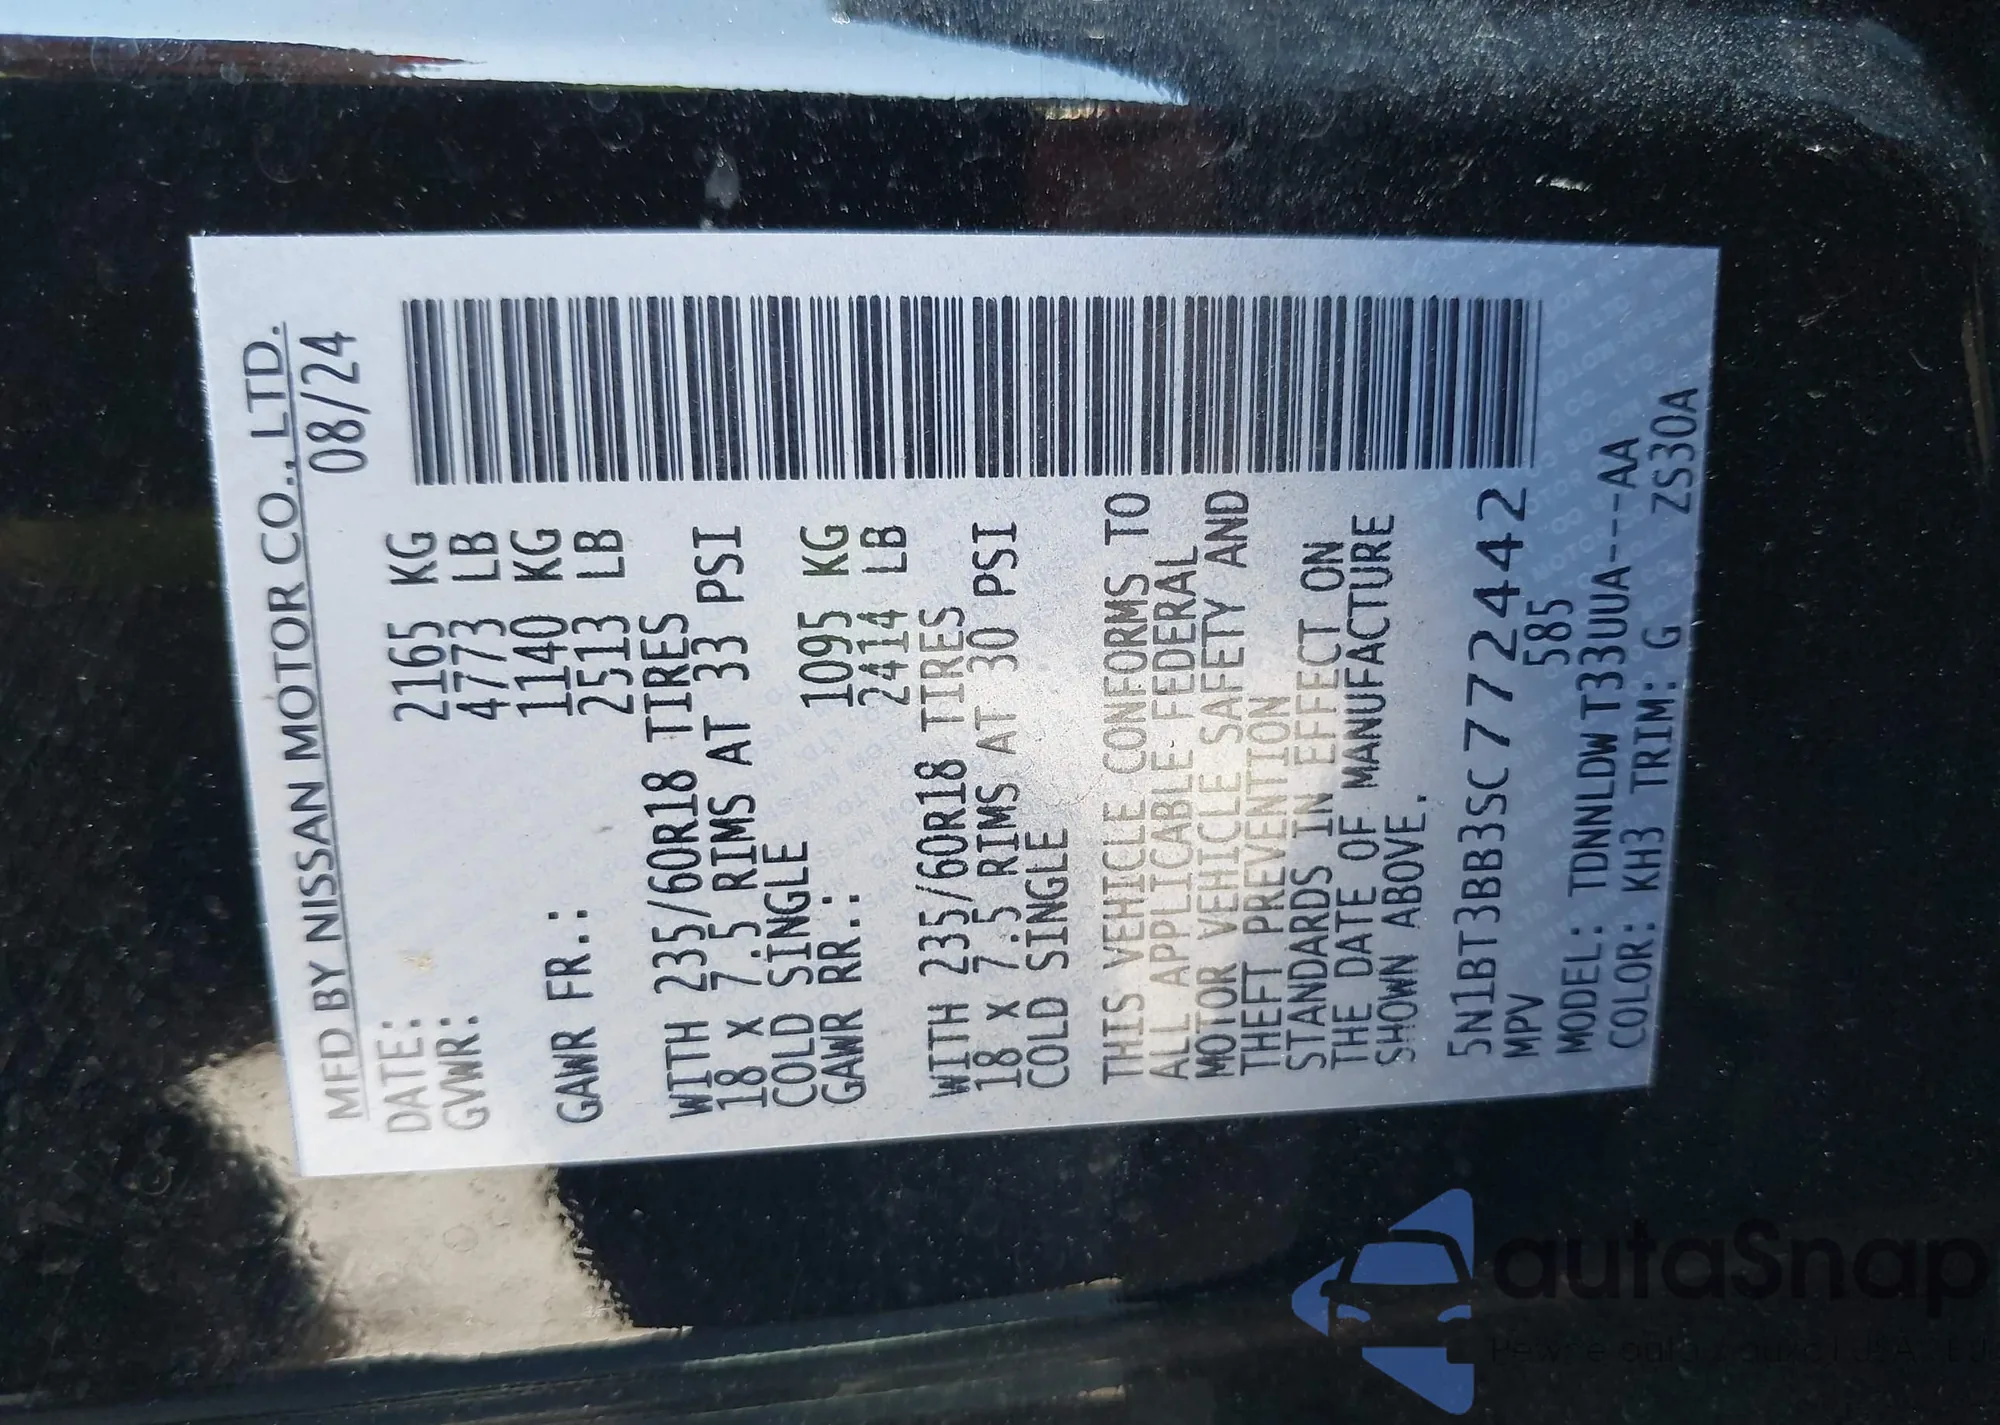 MFD BY NISSAN MOTOR CO., LTD.
DATE: 08/24
GVWR: 2165 KG
4773 LB
GAWR FR.: 1140 KG
2513 LB
WITH 235/60R18 TIRES
18 x 7.5 RIMS AT 33 PSI
COLD SINGLE
GAWR RR.: 1095 KG
2414 LB
WITH 235/60R18 TIRES
18 x 7.5 RIMS AT 30 PSI
COLD SINGLE
THIS VEHICLE CONFORMS TO
ALL APPLICABLE FEDERAL
MOTOR VEHICLE SAFETY AND
THEFT PREVENTION
STANDARDS IN EFFECT ON
THE DATE OF MANUFACTURE
SHOWN ABOVE.
5N1BT3BB3SC772442
MPV 585
MODEL: TDNNLDWT33UUA---AA
COLOR: KH3 TRIM: G ZS30A
autaSnap